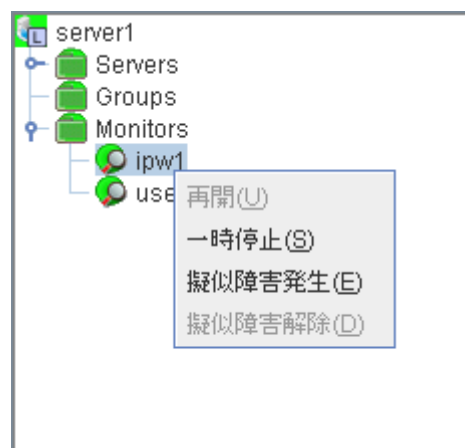 server1
Servers
Groups
Monitors
ipw1
use
再開(U)
一時停止(S)
擬似障害発生(E)
擬似障害解除(D)